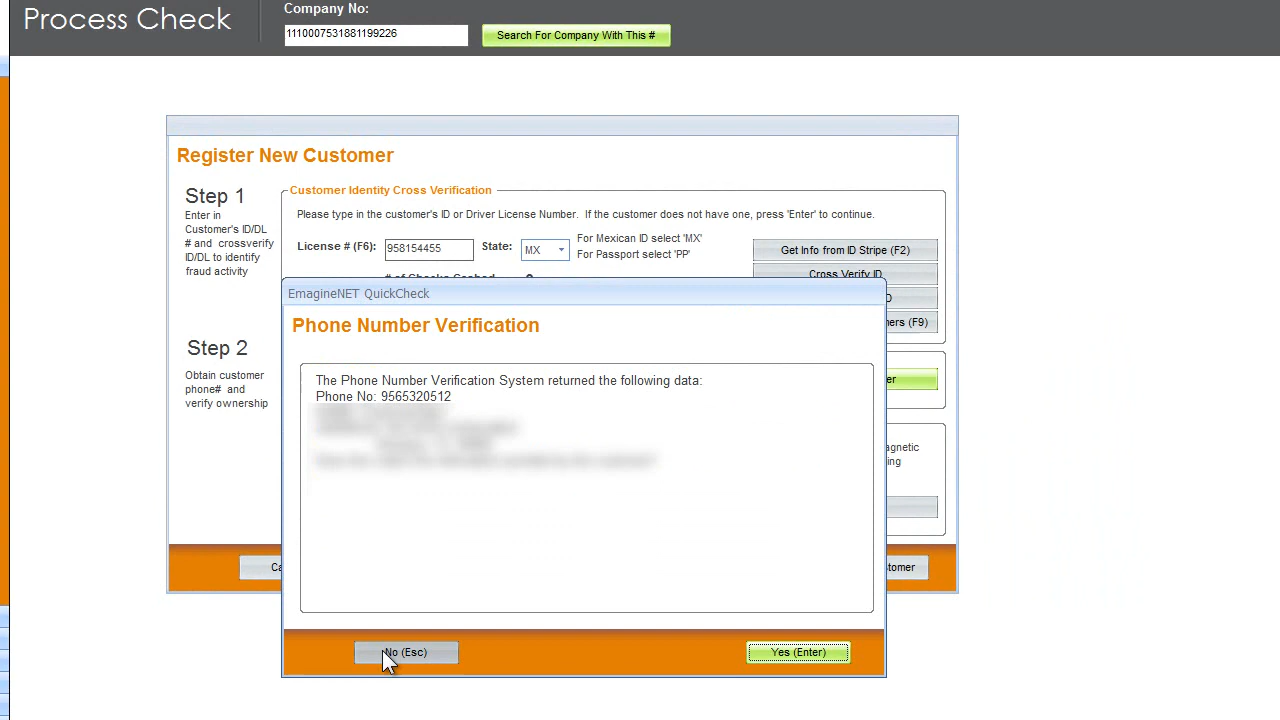 Process Check
Company No:
1110007531881199226
Search For Company With This #
Register New Customer
Step 1
Enter in
Customer's ID/DL
# and crossverify
ID/DL to identify
fraud activity
Customer Identity Cross Verification
Please type in the customer's ID or Driver License Number. If the customer does not have one, press 'Enter' to continue.
License # (F6):
958154455
State:
MX
For Mexican ID select 'MX'
For Passport select 'PP'
Get Info from ID Stripe (F2)
Cross Verify ID
D
ners (F9)
EmagineNET QuickCheck
Phone Number Verification
The Phone Number Verification System returned the following data:
Phone No: 9565320512
Step 2
Obtain customer
phone# and
verify ownership
er
agnetic
ing
Ca
tomer
No (Esc)
Yes (Enter)